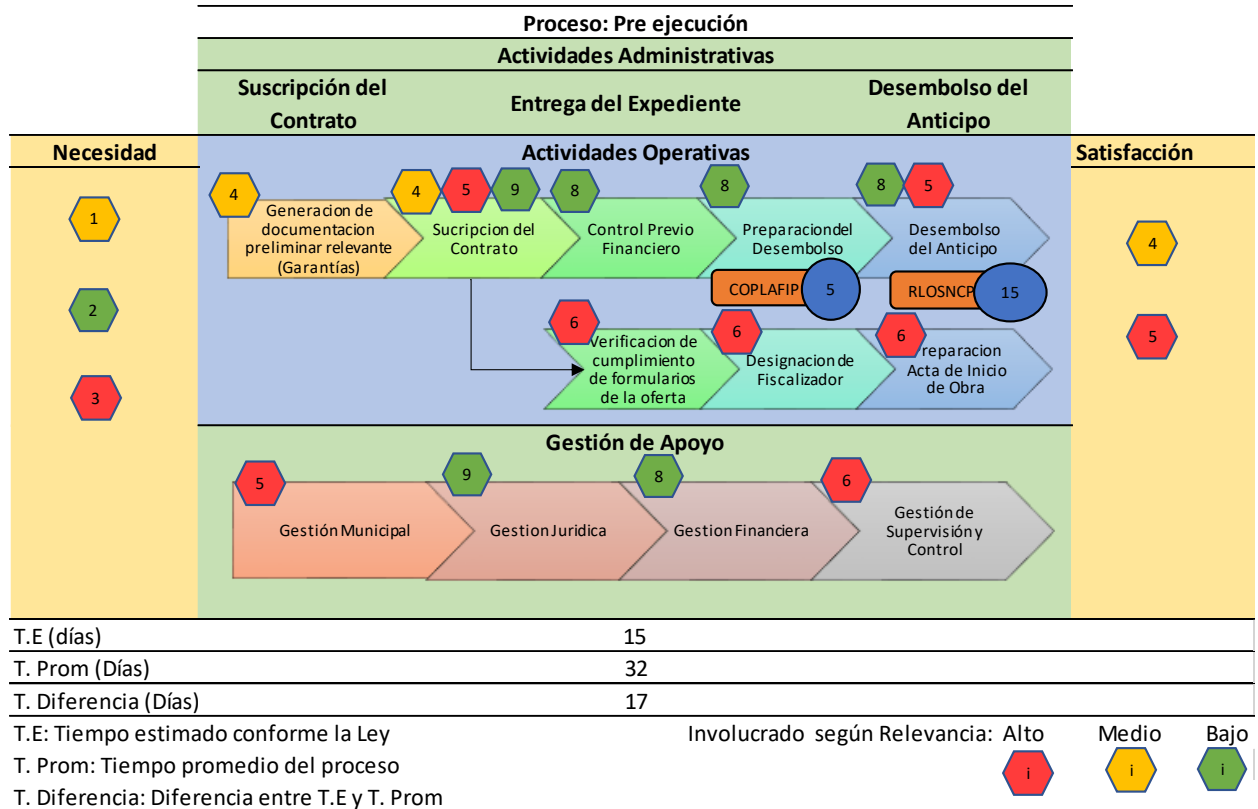 Proceso: Pre ejecución
Actividades Administrativas
Suscripción del
Contrato
Entrega del Expediente
Desembolso del
Anticipo
Necesidad
Actividades Operativas
Satisfacción
1
2
3
4
4
5
9
8
8
8
5
Generacion de
documentacion
preliminar relevante
(Garantías)
Sucripcion del
Contrato
Control Previo
Financiero
Preparacion del
Desembolso
Desembolso
del Anticipo
4
5
COPLAFIP
5
RLOSNCP
15
6
6
6
Verificacion de
cumplimiento
de formularios
de la oferta
Designacion de
Fiscalizador
Preparacion
Acta de Inicio
de Obra
Gestión de Apoyo
5
9
8
6
Gestión Municipal
Gestion Juridica
Gestion Financiera
Gestión de
Supervisión y
Control
T.E (días) 15
T. Prom (Días) 32
T. Diferencia (Días) 17
T.E: Tiempo estimado conforme la Ley
T. Prom: Tiempo promedio del proceso
T. Diferencia: Diferencia entre T.E y T. Prom
Involucrado según Relevancia: Alto Medio Bajo
i i i